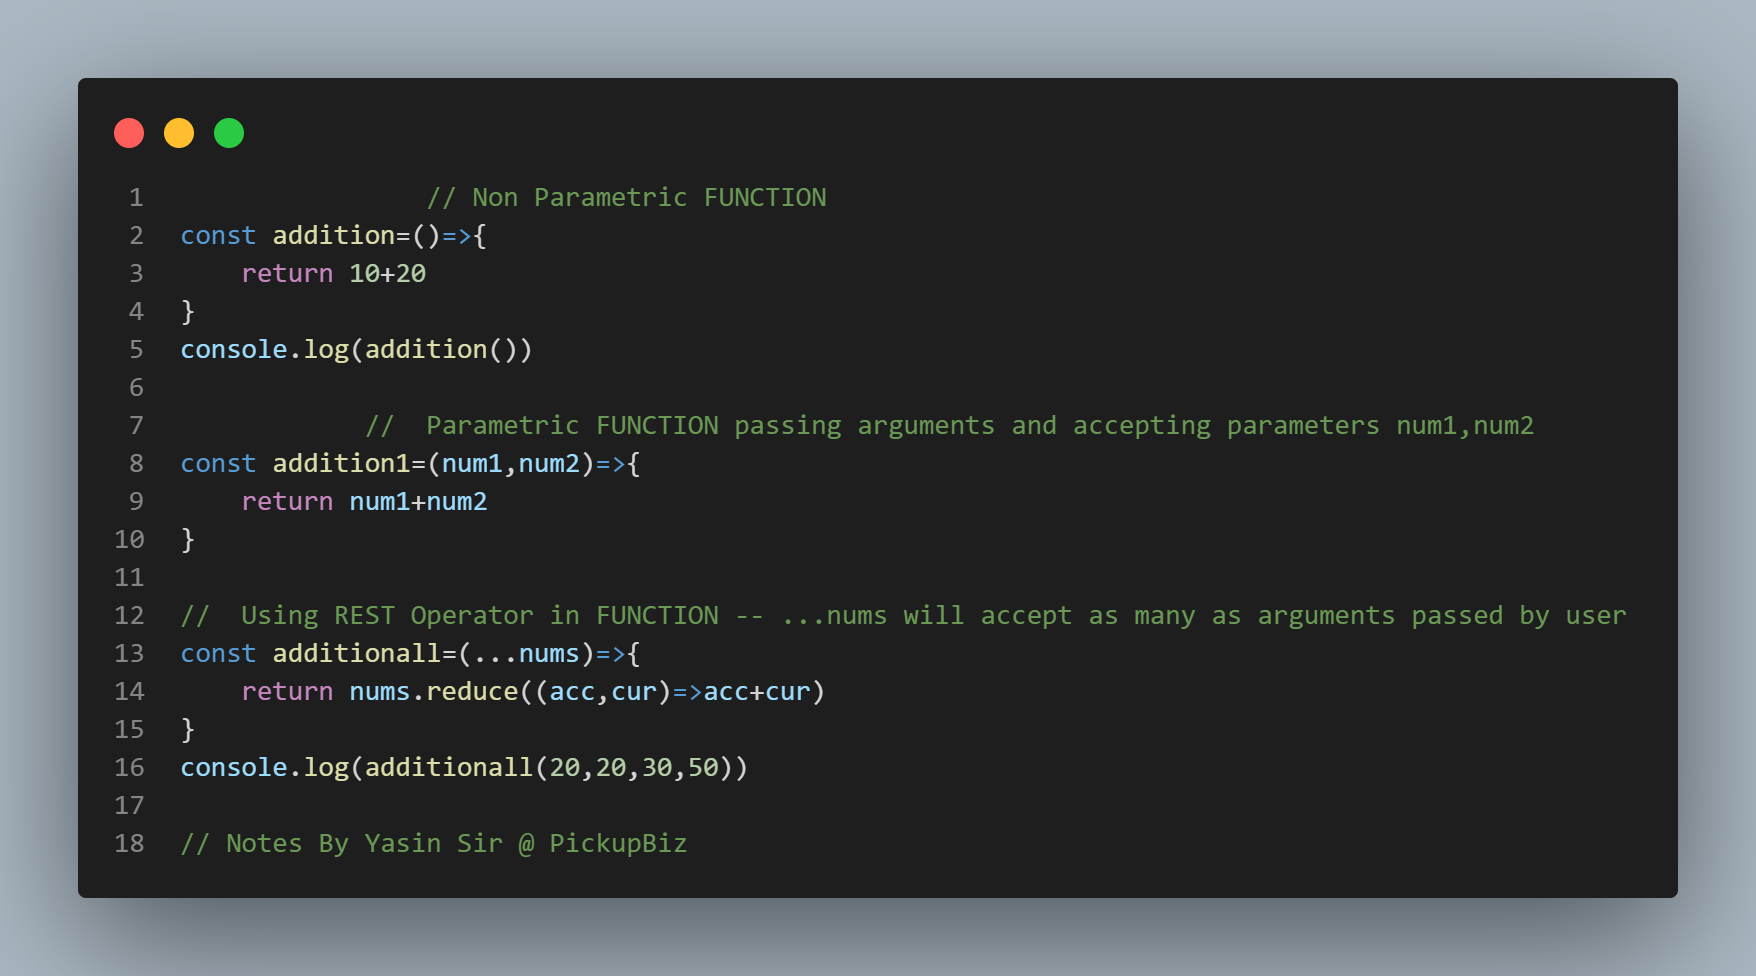 1                 // Non Parametric FUNCTION
2 const addition=()=>{
3     return 10+20
4 }
5 console.log(addition())
6
7             //  Parametric FUNCTION passing arguments and accepting parameters num1,num2
8 const addition1=(num1,num2)=>{
9     return num1+num2
10 }
11
12 //  Using REST Operator in FUNCTION -- ...nums will accept as many as arguments passed by user
13 const additionall=(...nums)=>{
14     return nums.reduce((acc,cur)=>acc+cur)
15 }
16 console.log(additionall(20,20,30,50))
17
18 // Notes By Yasin Sir @ PickupBiz